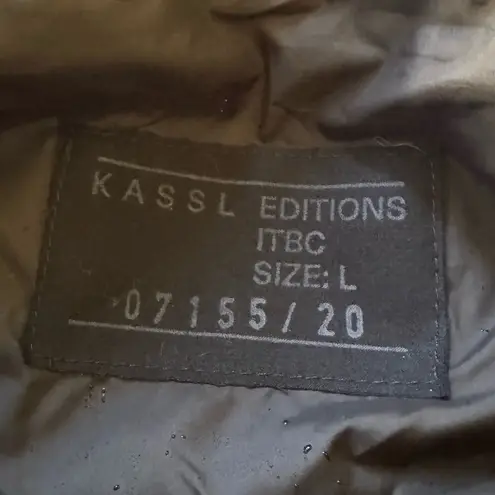 KASSL EDITIONS
ITBC
SIZE: L
07155/20